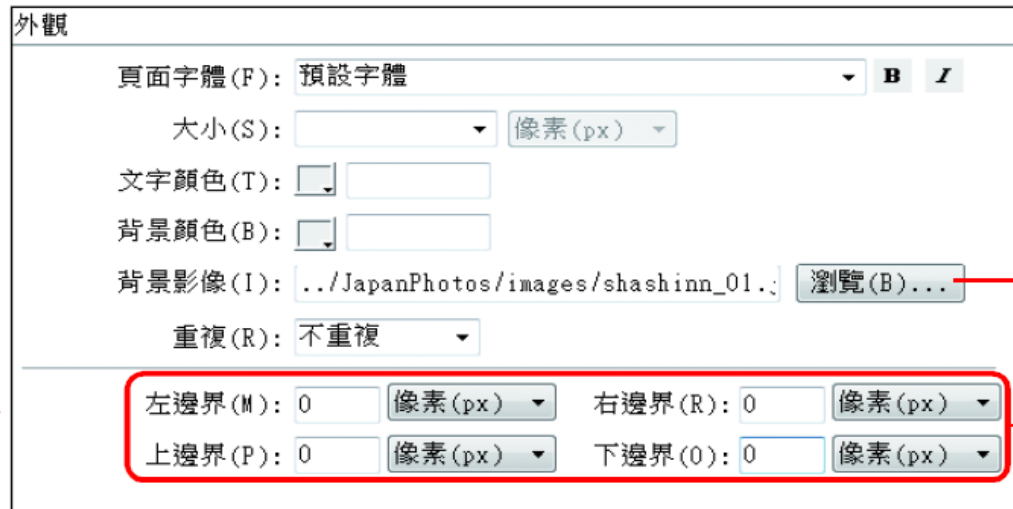 外觀
頁面字體(F): 預設字體 B I
大小(S): 像素(px)
文字顏色(T):
背景顏色(B):
背景影像(I): ../JapanPhotos/images/shashinn_01.j 瀏覽(B)...
重複(R): 不重複
左邊界(M): 0 像素(px) 右邊界(R): 0 像素(px)
上邊界(P): 0 像素(px) 下邊界(O): 0 像素(px)